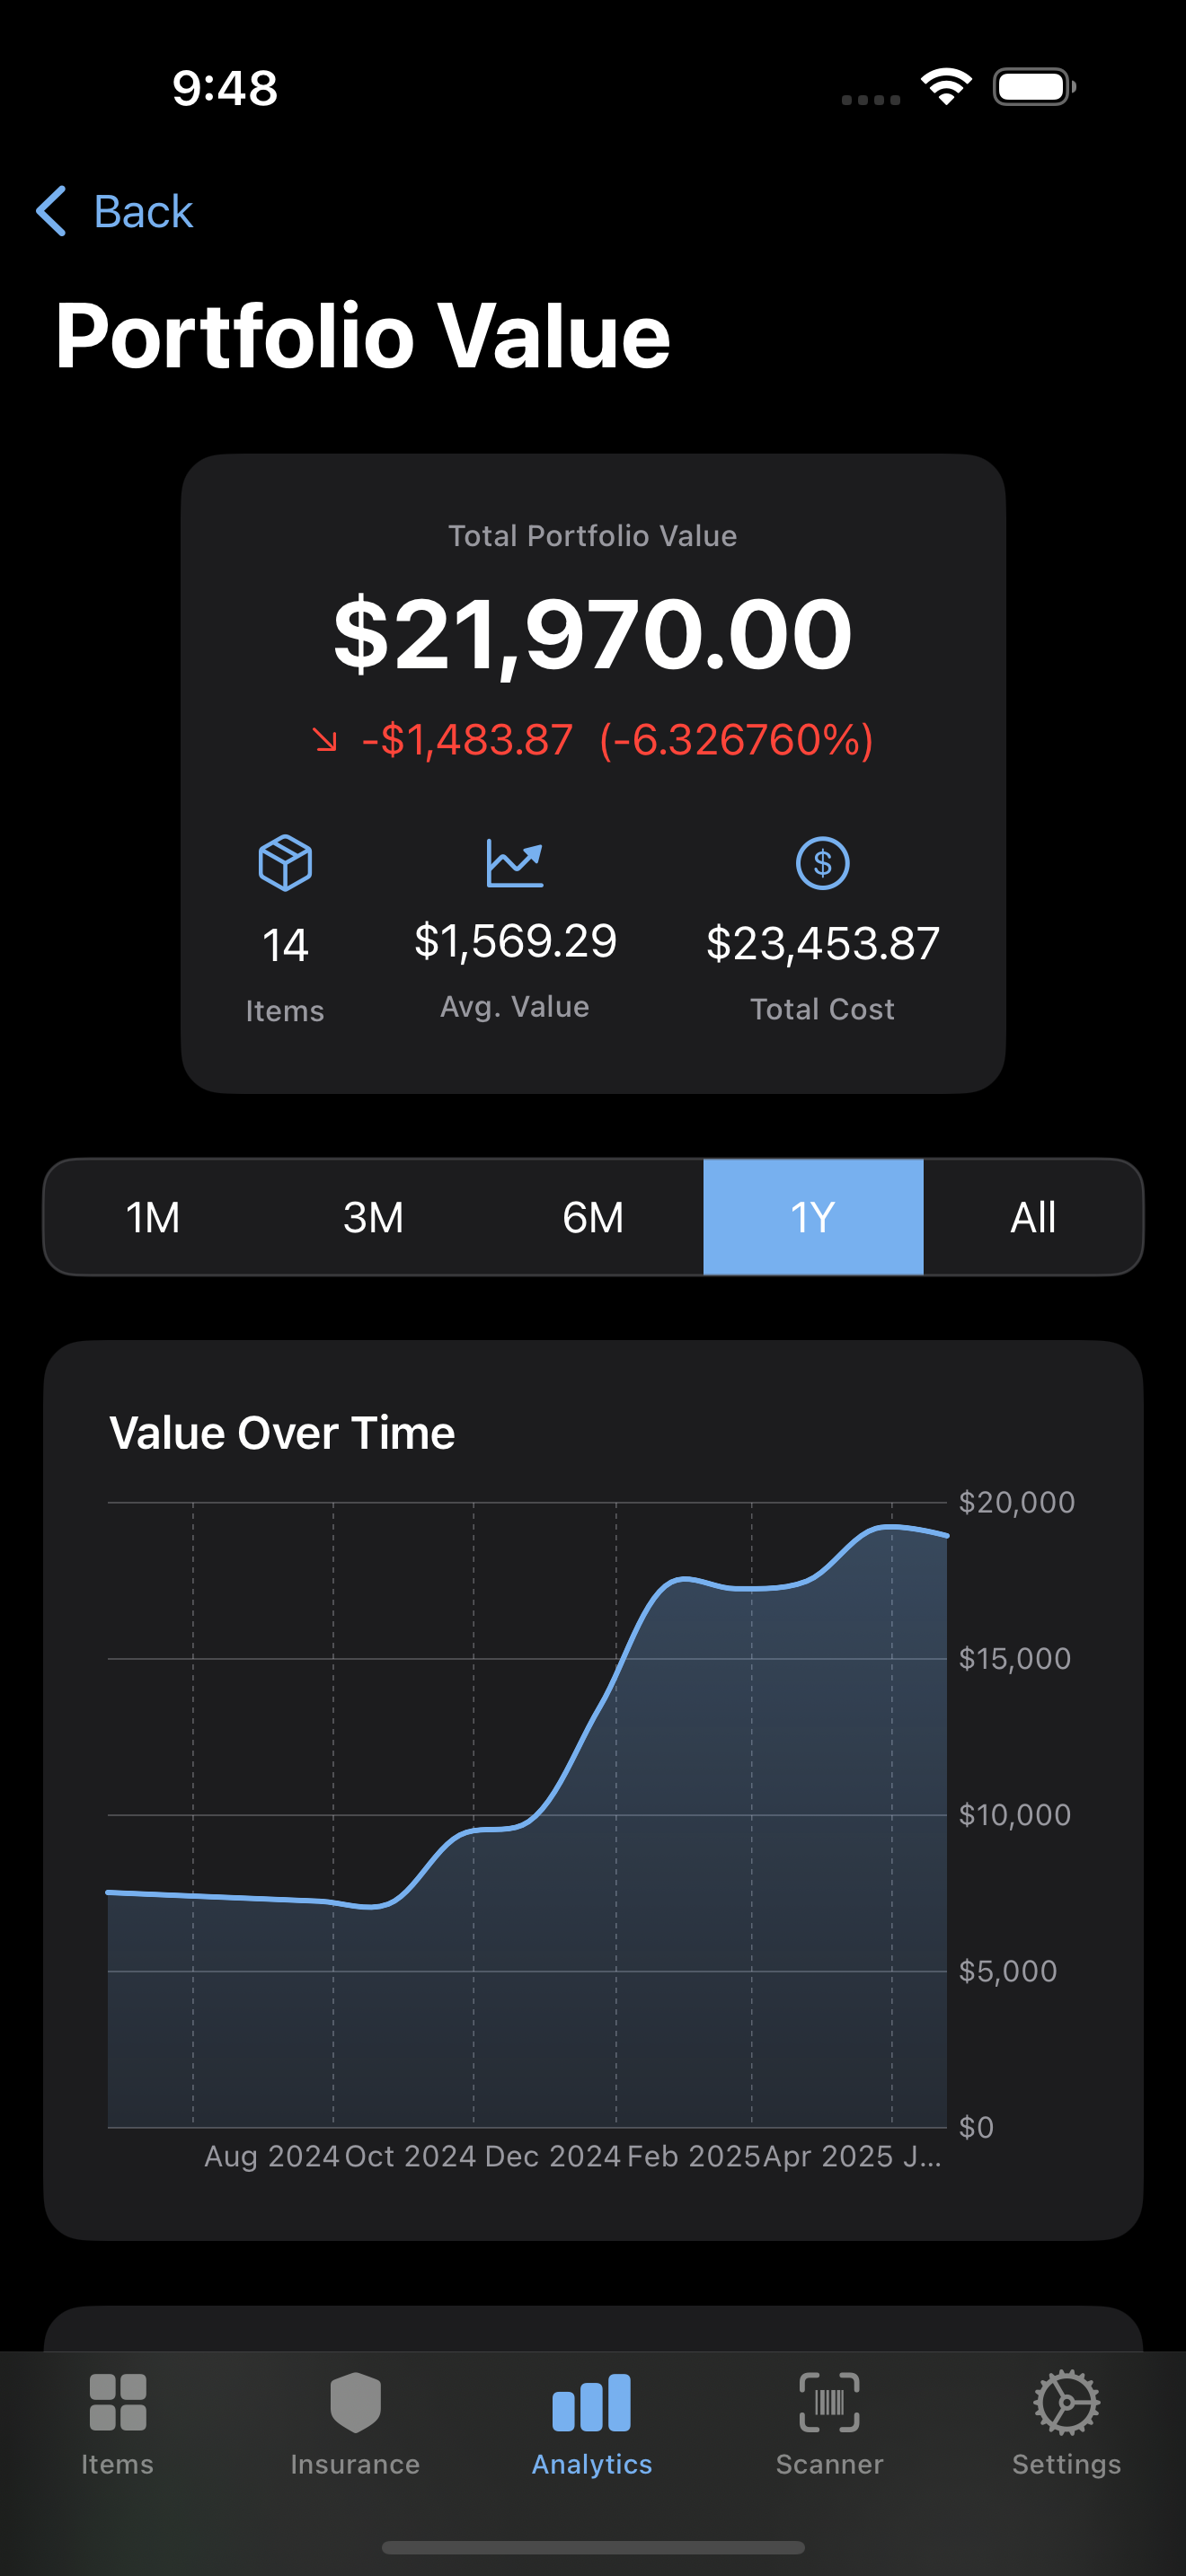 9:48
Back
Portfolio Value
Total Portfolio Value
$21,970.00
-$1,483.87 (-6.326760%)
14 $1,569.29 $23,453.87
Items Avg. Value Total Cost
1M 3M 6M 1Y All
Value Over Time
$20,000
$15,000
$10,000
$5,000
$0
Aug 2024 Oct 2024 Dec 2024 Feb 2025 Apr 2025 J...
Items Insurance Analytics Scanner Settings